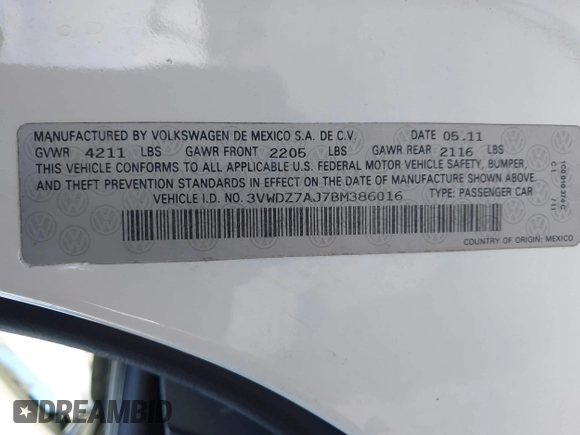 MANUFACTURED BY VOLKSWAGEN DE MEXICO S.A. DE C.V. DATE 05.11
GVWR 4211 LBS GAWR FRONT 2205 LBS GAWR REAR 2116 LBS
THIS VEHICLE CONFORMS TO ALL APPLICABLE U.S. FEDERAL MOTOR VEHICLE SAFETY, BUMPER,
AND THEFT PREVENTION STANDARDS IN EFFECT ON THE DATE OF MANUFACTURE SHOWN ABOVE.
VEHICLE I.D. NO. 3VWDZ7AJ7BM386016 TYPE: PASSENGER CAR
COUNTRY OF ORIGIN: MEXICO
DREAMBID